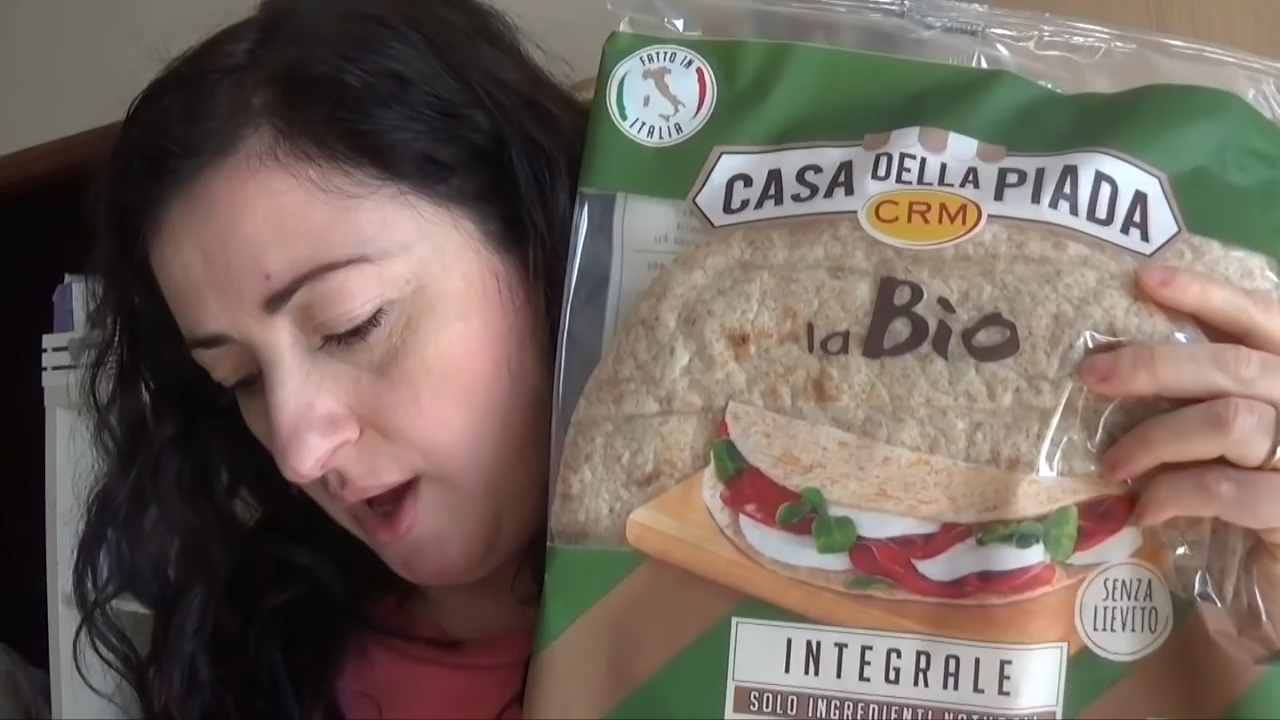 FATTO IN
ITALIA
CASA DELLA PIADA
CRM
la Bio
SENZA
LIEVITO
INTEGRALE
SOLO INGREDIENTI NATURALI